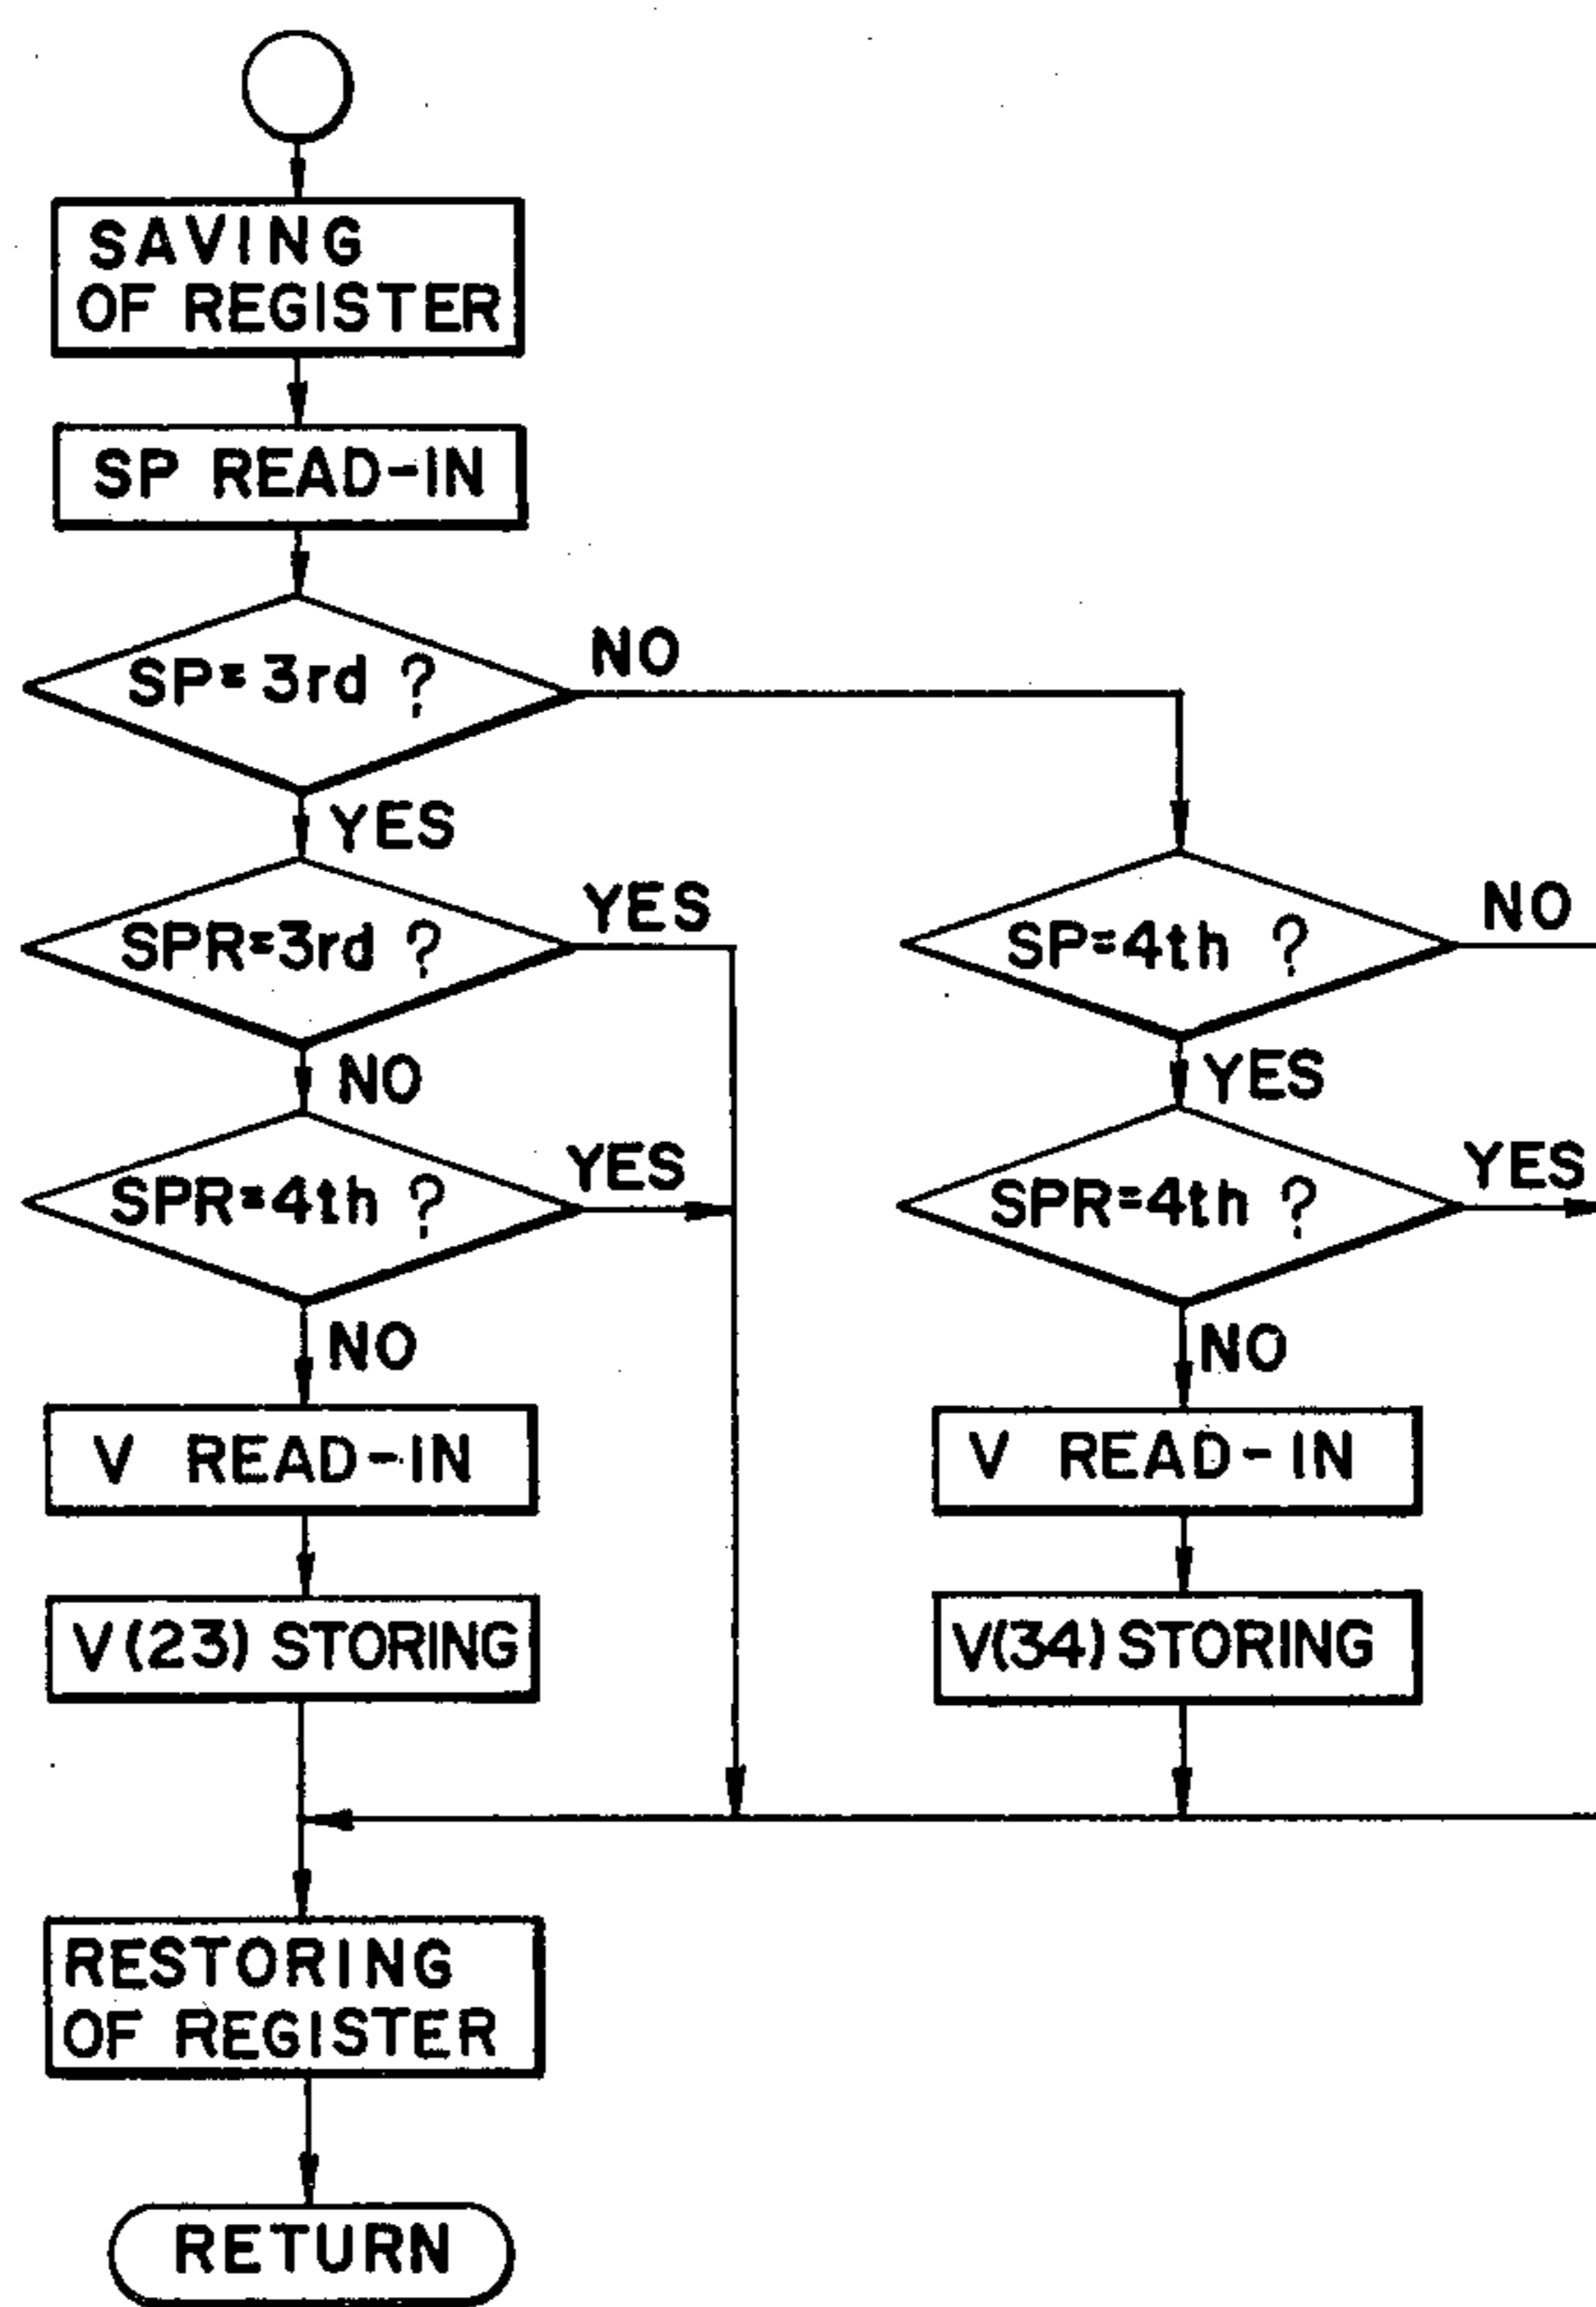 SAVING
OF REGISTER
SP READ-IN
SP=3rd ?
NO
YES
SPR=3rd ?
YES
SP=4th ?
NO
NO
YES
SPR=4th ?
YES
SPR=4th ?
YES
NO
NO
V READ-IN
V READ-IN
V(23) STORING
V(34) STORING
RESTORING
OF REGISTER
RETURN